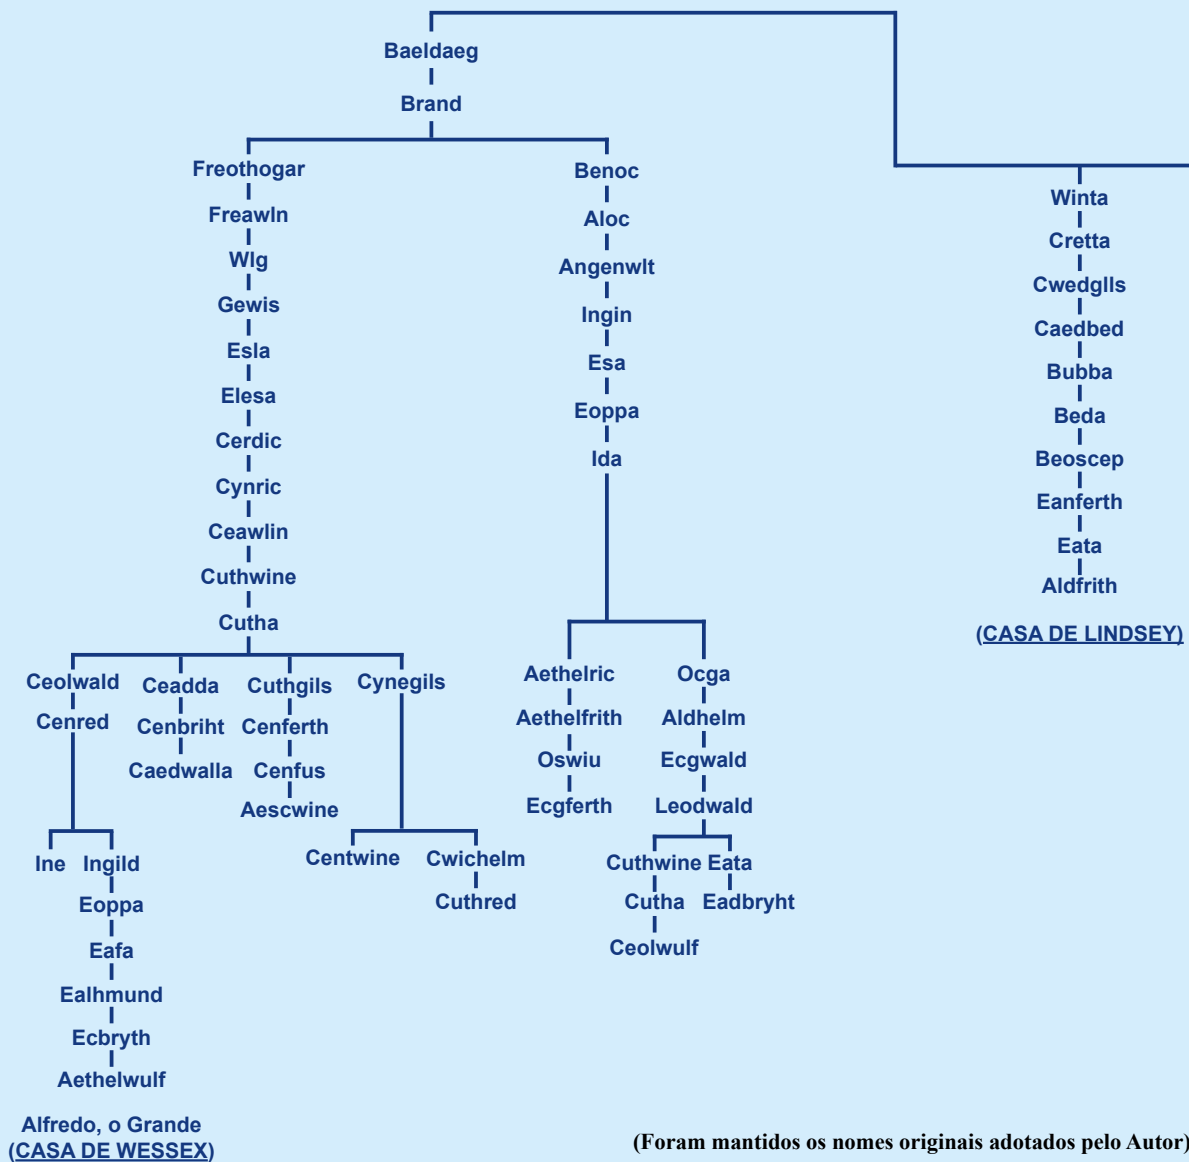 Baeldaeg
Brand
Freothogar
Freawln
Wlg
Gewis
Esla
Elesa
Cerdic
Cynric
Ceawlin
Cuthwine
Cutha
Ceolwald
Cenred
Ine Ingild
Eoppa
Eafa
Ealhmund
Ecbryth
Aethelwulf
Alfredo, o Grande
(CASA DE WESSEX)
Ceadda
Cenbriht
Caedwalla
Cuthgils
Cenferth
Cenfus
Aescwine
Cynegils
Centwine
Cwichelm
Cuthred
Benoc
Aloc
Angenwlt
Ingin
Esa
Eoppa
Ida
Aethelric
Aethelfrith
Oswiu
Ecgferth
Ocga
Aldhelm
Ecgwald
Leodwald
Cuthwine Eata
Cutha
Ceolwulf
Eadbryht
Winta
Cretta
Cwedglls
Caedbed
Bubba
Beda
Beoscep
Eanferth
Eata
Aldfrith
(CASA DE LINDSEY)
(Foram mantidos os nomes originais adotados pelo Autor)